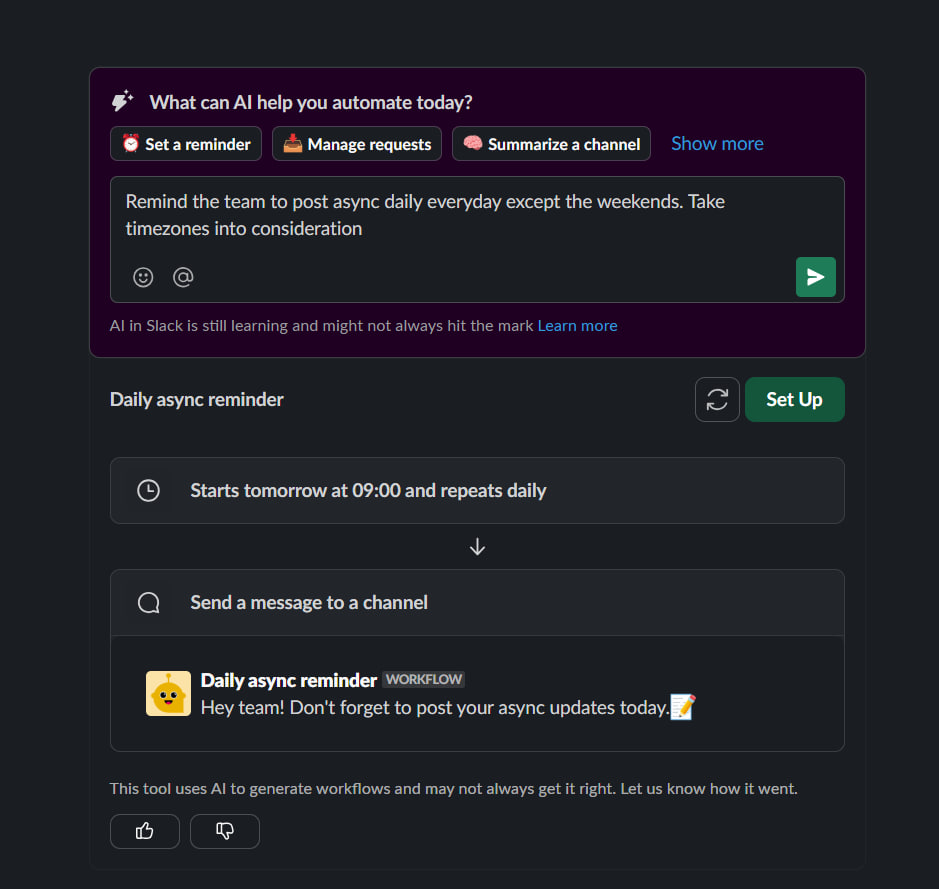 What can AI help you automate today?
⏰ Set a reminder 📥 Manage requests 🧠 Summarize a channel Show more
Remind the team to post async daily everyday except the weekends. Take
timezones into consideration
AI in Slack is still learning and might not always hit the mark Learn more
Daily async reminder
Set Up
Starts tomorrow at 09:00 and repeats daily
Send a message to a channel
Daily async reminder WORKFLOW
Hey team! Don't forget to post your async updates today.📝
This tool uses AI to generate workflows and may not always get it right. Let us know how it went.